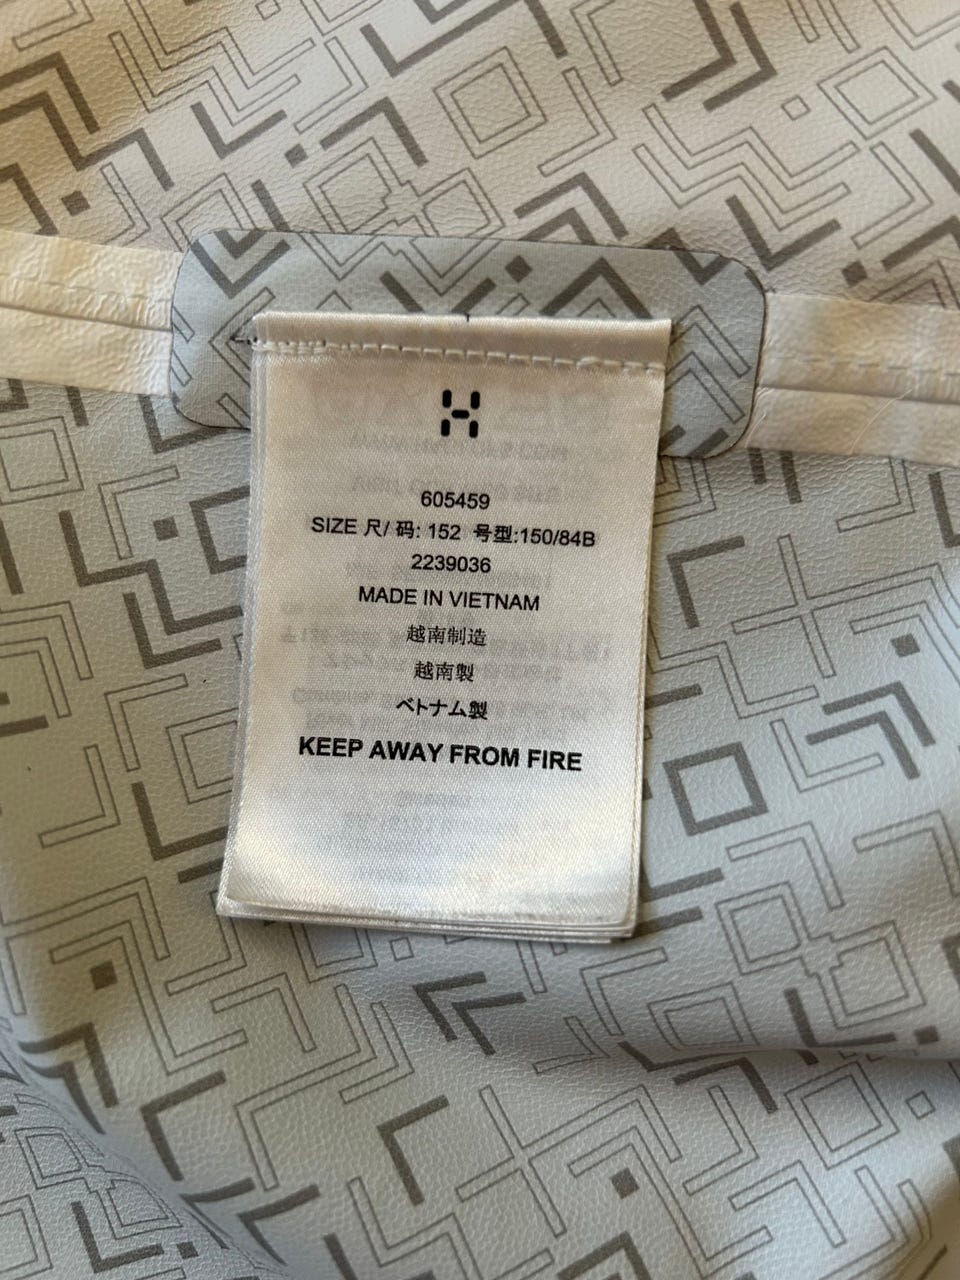 605459
SIZE 尺/ 码: 152 号型:150/84B
2239036
MADE IN VIETNAM
越南制造
越南製
ベトナム製
KEEP AWAY FROM FIRE